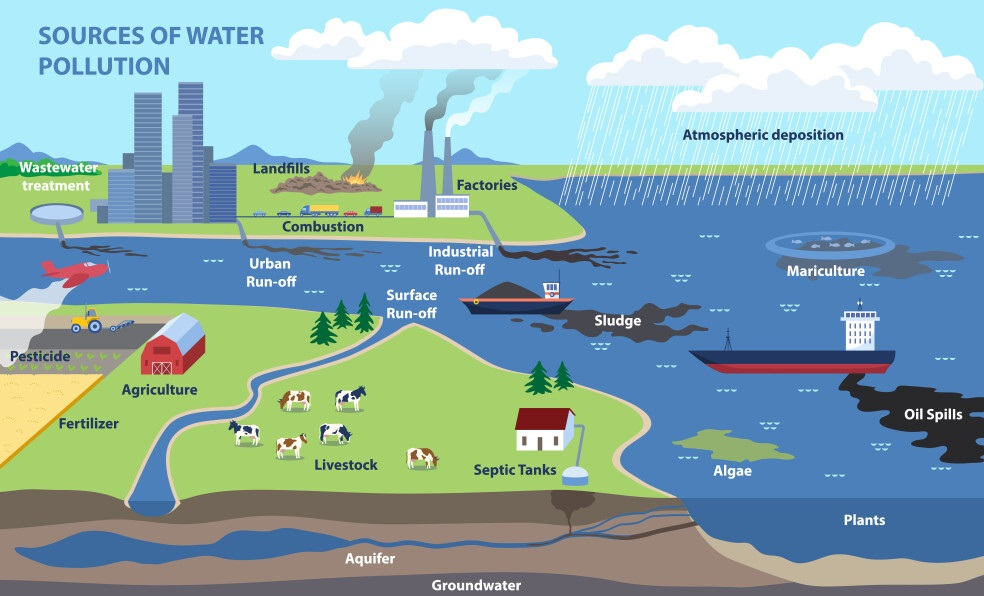 SOURCES OF WATER
POLLUTION
Atmospheric deposition
Wastewater
treatment
Landfills
Factories
Combustion
Urban
Run-off
Industrial
Run-off
Mariculture
Surface
Run-off
Sludge
Pesticide
Agriculture
Fertilizer
Oil Spills
Livestock
Septic Tanks
Algae
Plants
Aquifer
Groundwater